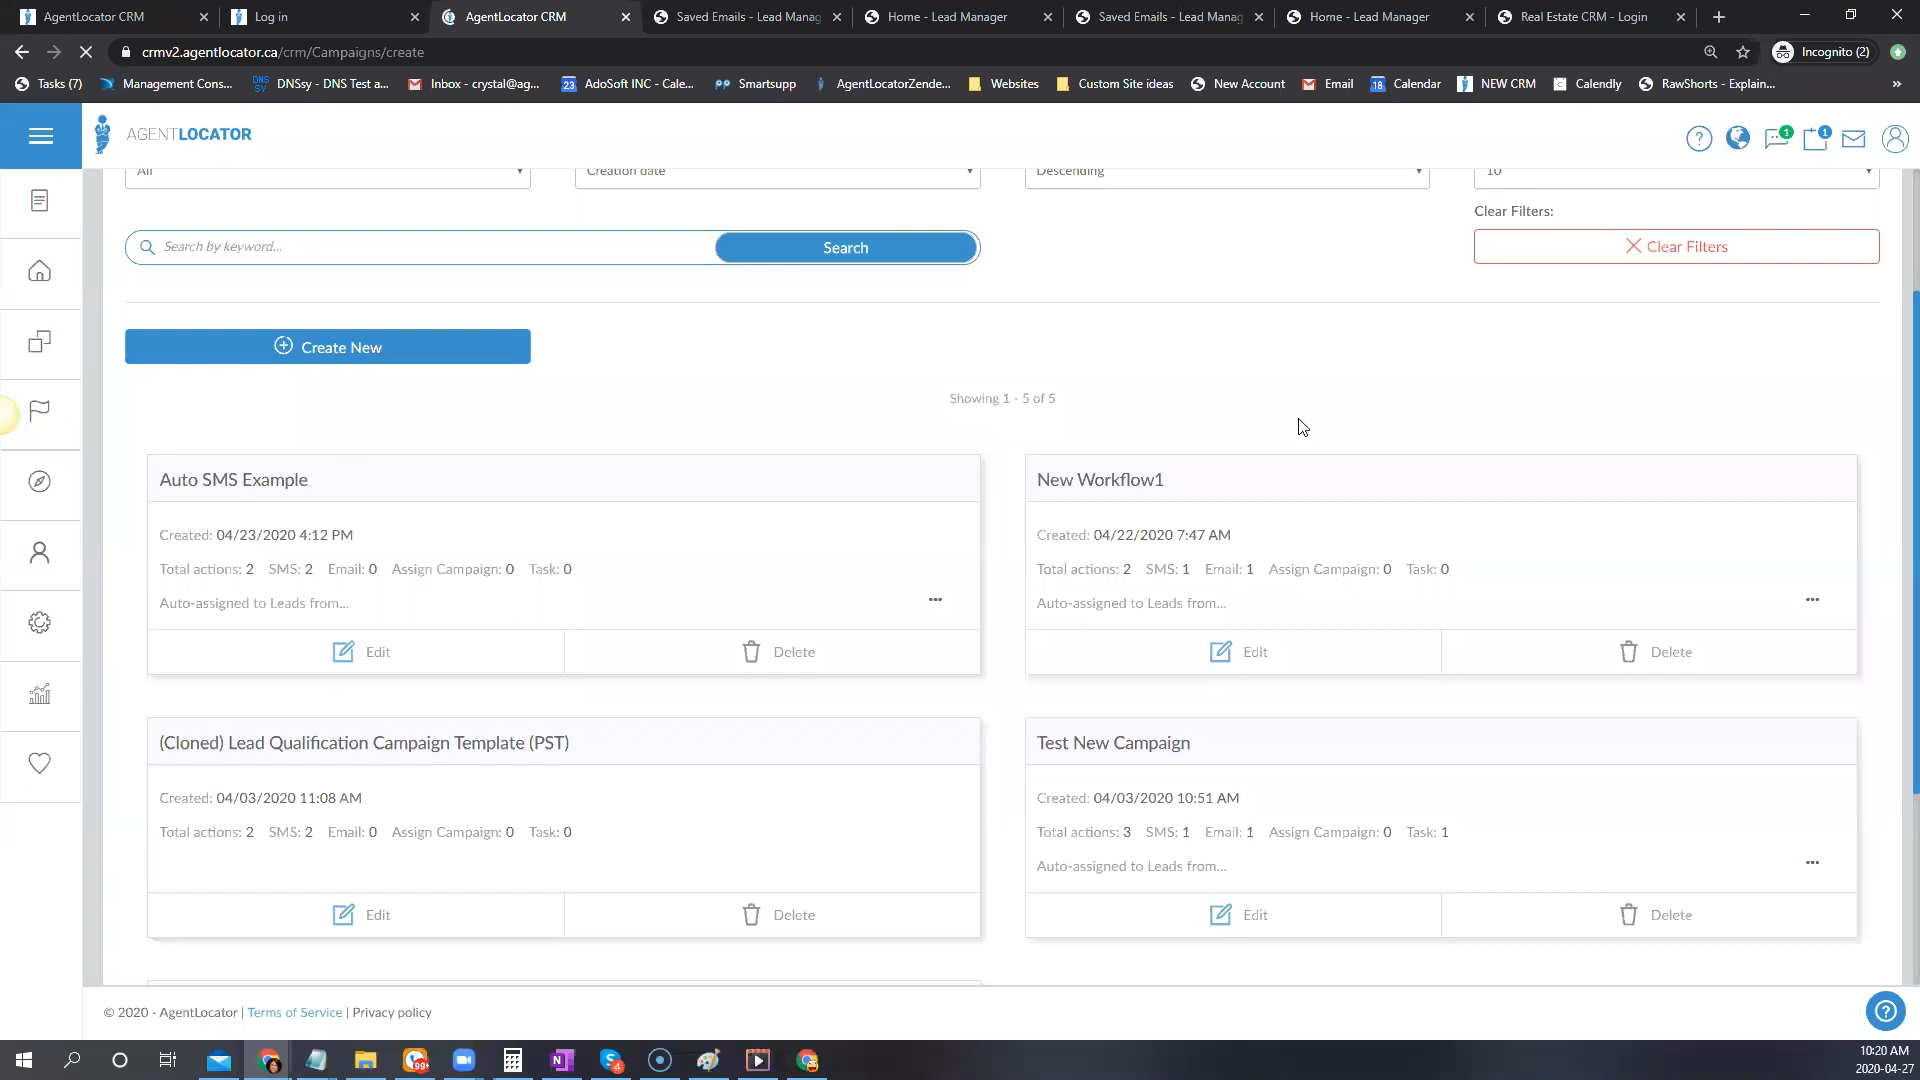 AgentLocator CRM
Log in
AgentLocator CRM
Saved Emails - Lead Manag
Home - Lead Manager
Saved Emails - Lead Manag
Home - Lead Manager
Real Estate CRM - Login
crmv2.agentlocator.ca/crm/Campaigns/create
Incognito (2)
Tasks (7)
Management Cons...
DNS SY
DNSsy - DNS Test a...
Inbox - crystal@ag...
23
AdoSoft INC - Cale...
Smartsupp
AgentLocatorZende...
Websites
Custom Site ideas
New Account
Email
18
Calendar
NEW CRM
Calendly
RawShorts - Explain...
AGENTLOCATOR
1
1
All
Creation date
Descending
10
Clear Filters:
Search by keyword...
Search
Clear Filters
Create New
Showing 1 - 5 of 5
Auto SMS Example
Created: 04/23/2020 4:12 PM
Total actions: 2 SMS: 2 Email: 0 Assign Campaign: 0 Task: 0
Auto-assigned to Leads from...
Edit
Delete
New Workflow1
Created: 04/22/2020 7:47 AM
Total actions: 2 SMS: 1 Email: 1 Assign Campaign: 0 Task: 0
Auto-assigned to Leads from...
Edit
Delete
(Cloned) Lead Qualification Campaign Template (PST)
Created: 04/03/2020 11:08 AM
Total actions: 2 SMS: 2 Email: 0 Assign Campaign: 0 Task: 0
Edit
Delete
Test New Campaign
Created: 04/03/2020 10:51 AM
Total actions: 3 SMS: 1 Email: 1 Assign Campaign: 0 Task: 1
Auto-assigned to Leads from...
Edit
Delete
© 2020 - AgentLocator | Terms of Service | Privacy policy
99+
4
10:20 AM
2020-04-27